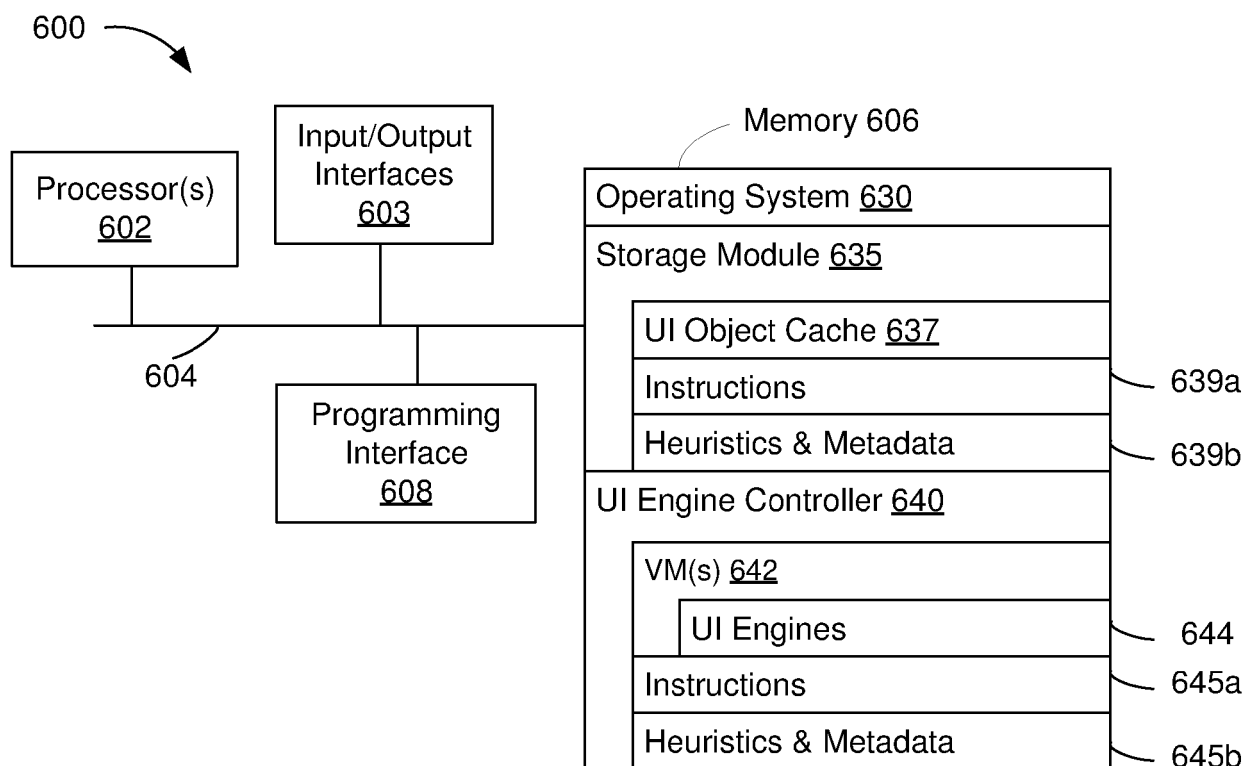 600
Memory 606
Input/Output
Interfaces
603
Processor(s)
602
Operating System 630
Storage Module 635
UI Object Cache 637
604
639a
Instructions
Programming
Interface
608
Heuristics & Metadata
639b
UI Engine Controller 640
VM(s) 642
UI Engines
644
Instructions
645a
Heuristics & Metadata
645b